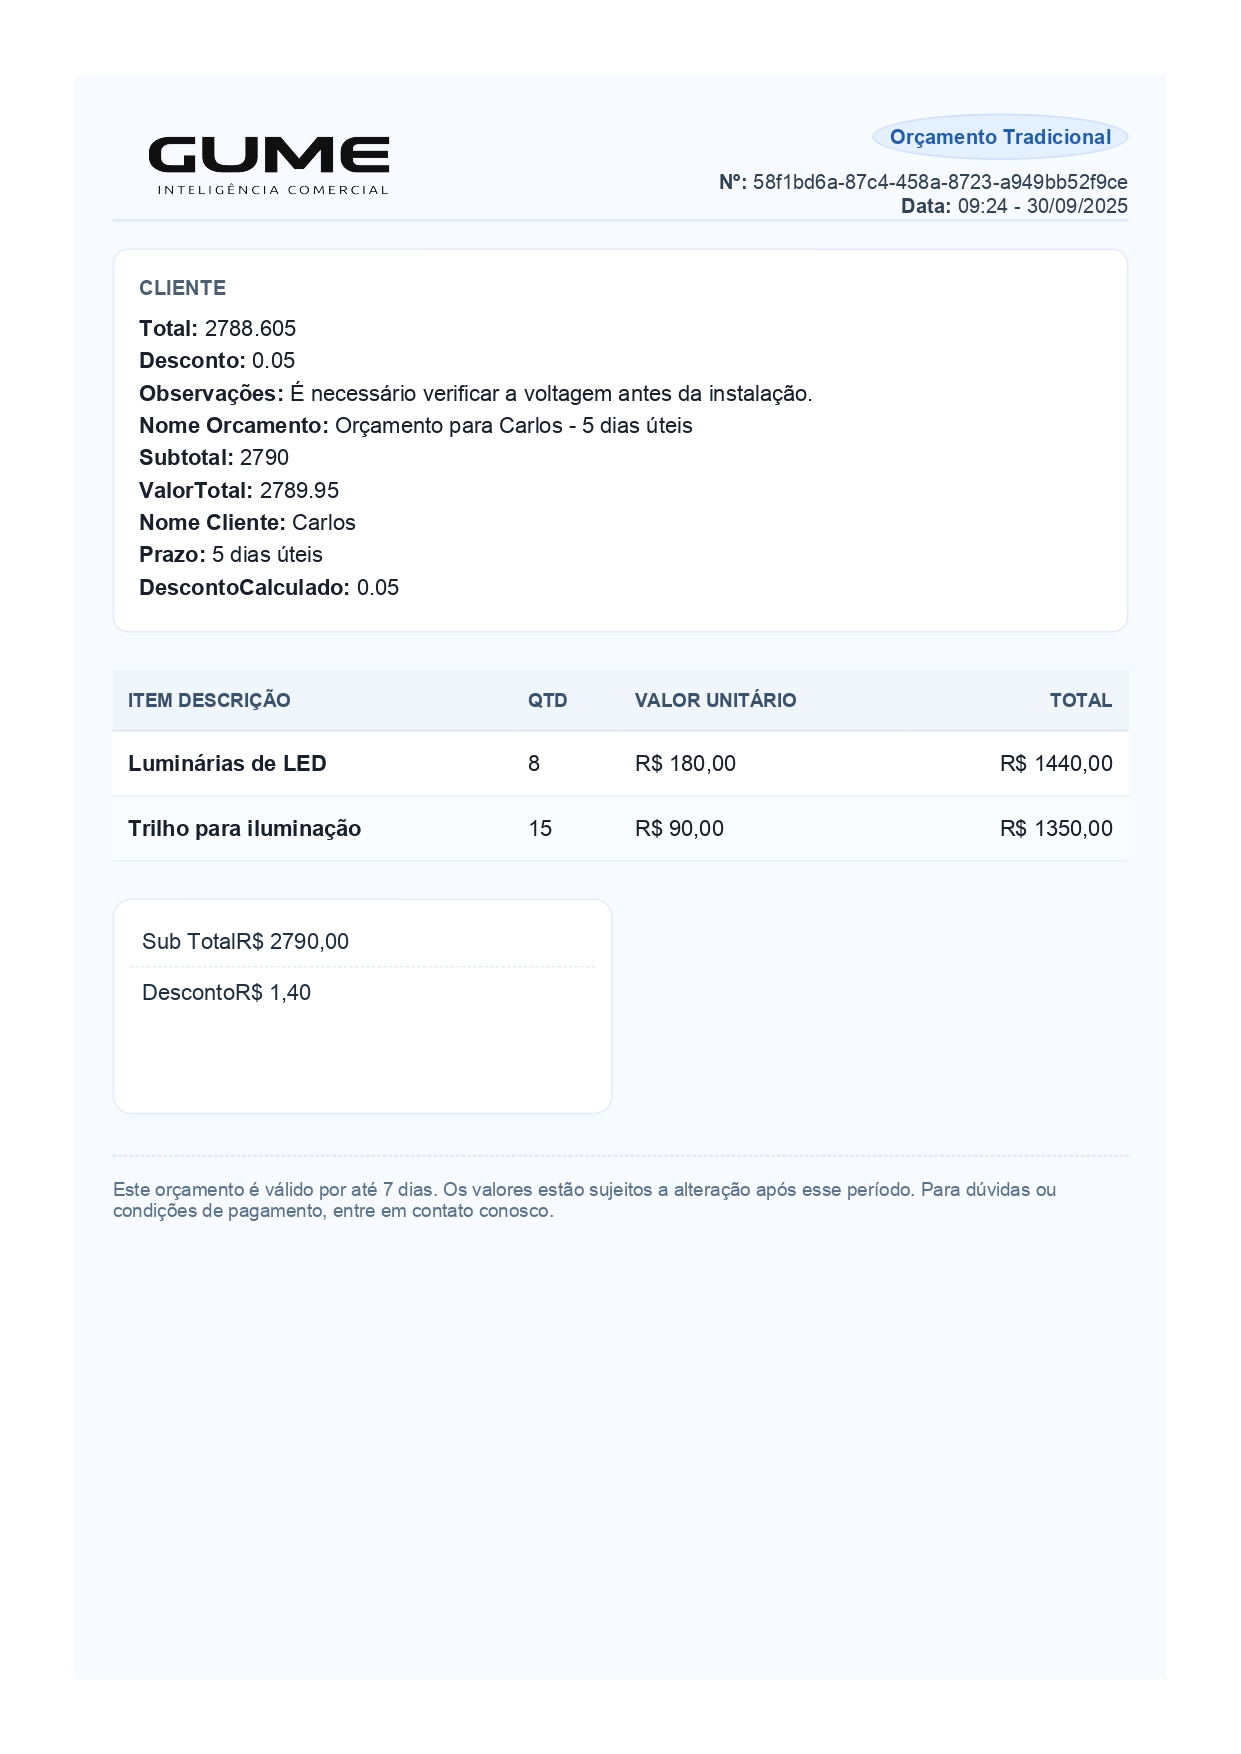 GUME
INTELIGÊNCIA COMERCIAL
Orçamento Tradicional
Nº: 58f1bd6a-87c4-458a-8723-a949bb52f9ce
Data: 09:24 - 30/09/2025
CLIENTE
Total: 2788.605
Desconto: 0.05
Observações: É necessário verificar a voltagem antes da instalação.
Nome Orcamento: Orçamento para Carlos - 5 dias úteis
Subtotal: 2790
ValorTotal: 2789.95
Nome Cliente: Carlos
Prazo: 5 dias úteis
DescontoCalculado: 0.05
ITEM DESCRIÇÃO QTD VALOR UNITÁRIO TOTAL
Luminárias de LED 8 R$ 180,00 R$ 1440,00
Trilho para iluminação 15 R$ 90,00 R$ 1350,00
Sub TotalR$ 2790,00
DescontoR$ 1,40
Este orçamento é válido por até 7 dias. Os valores estão sujeitos a alteração após esse período. Para dúvidas ou
condições de pagamento, entre em contato conosco.